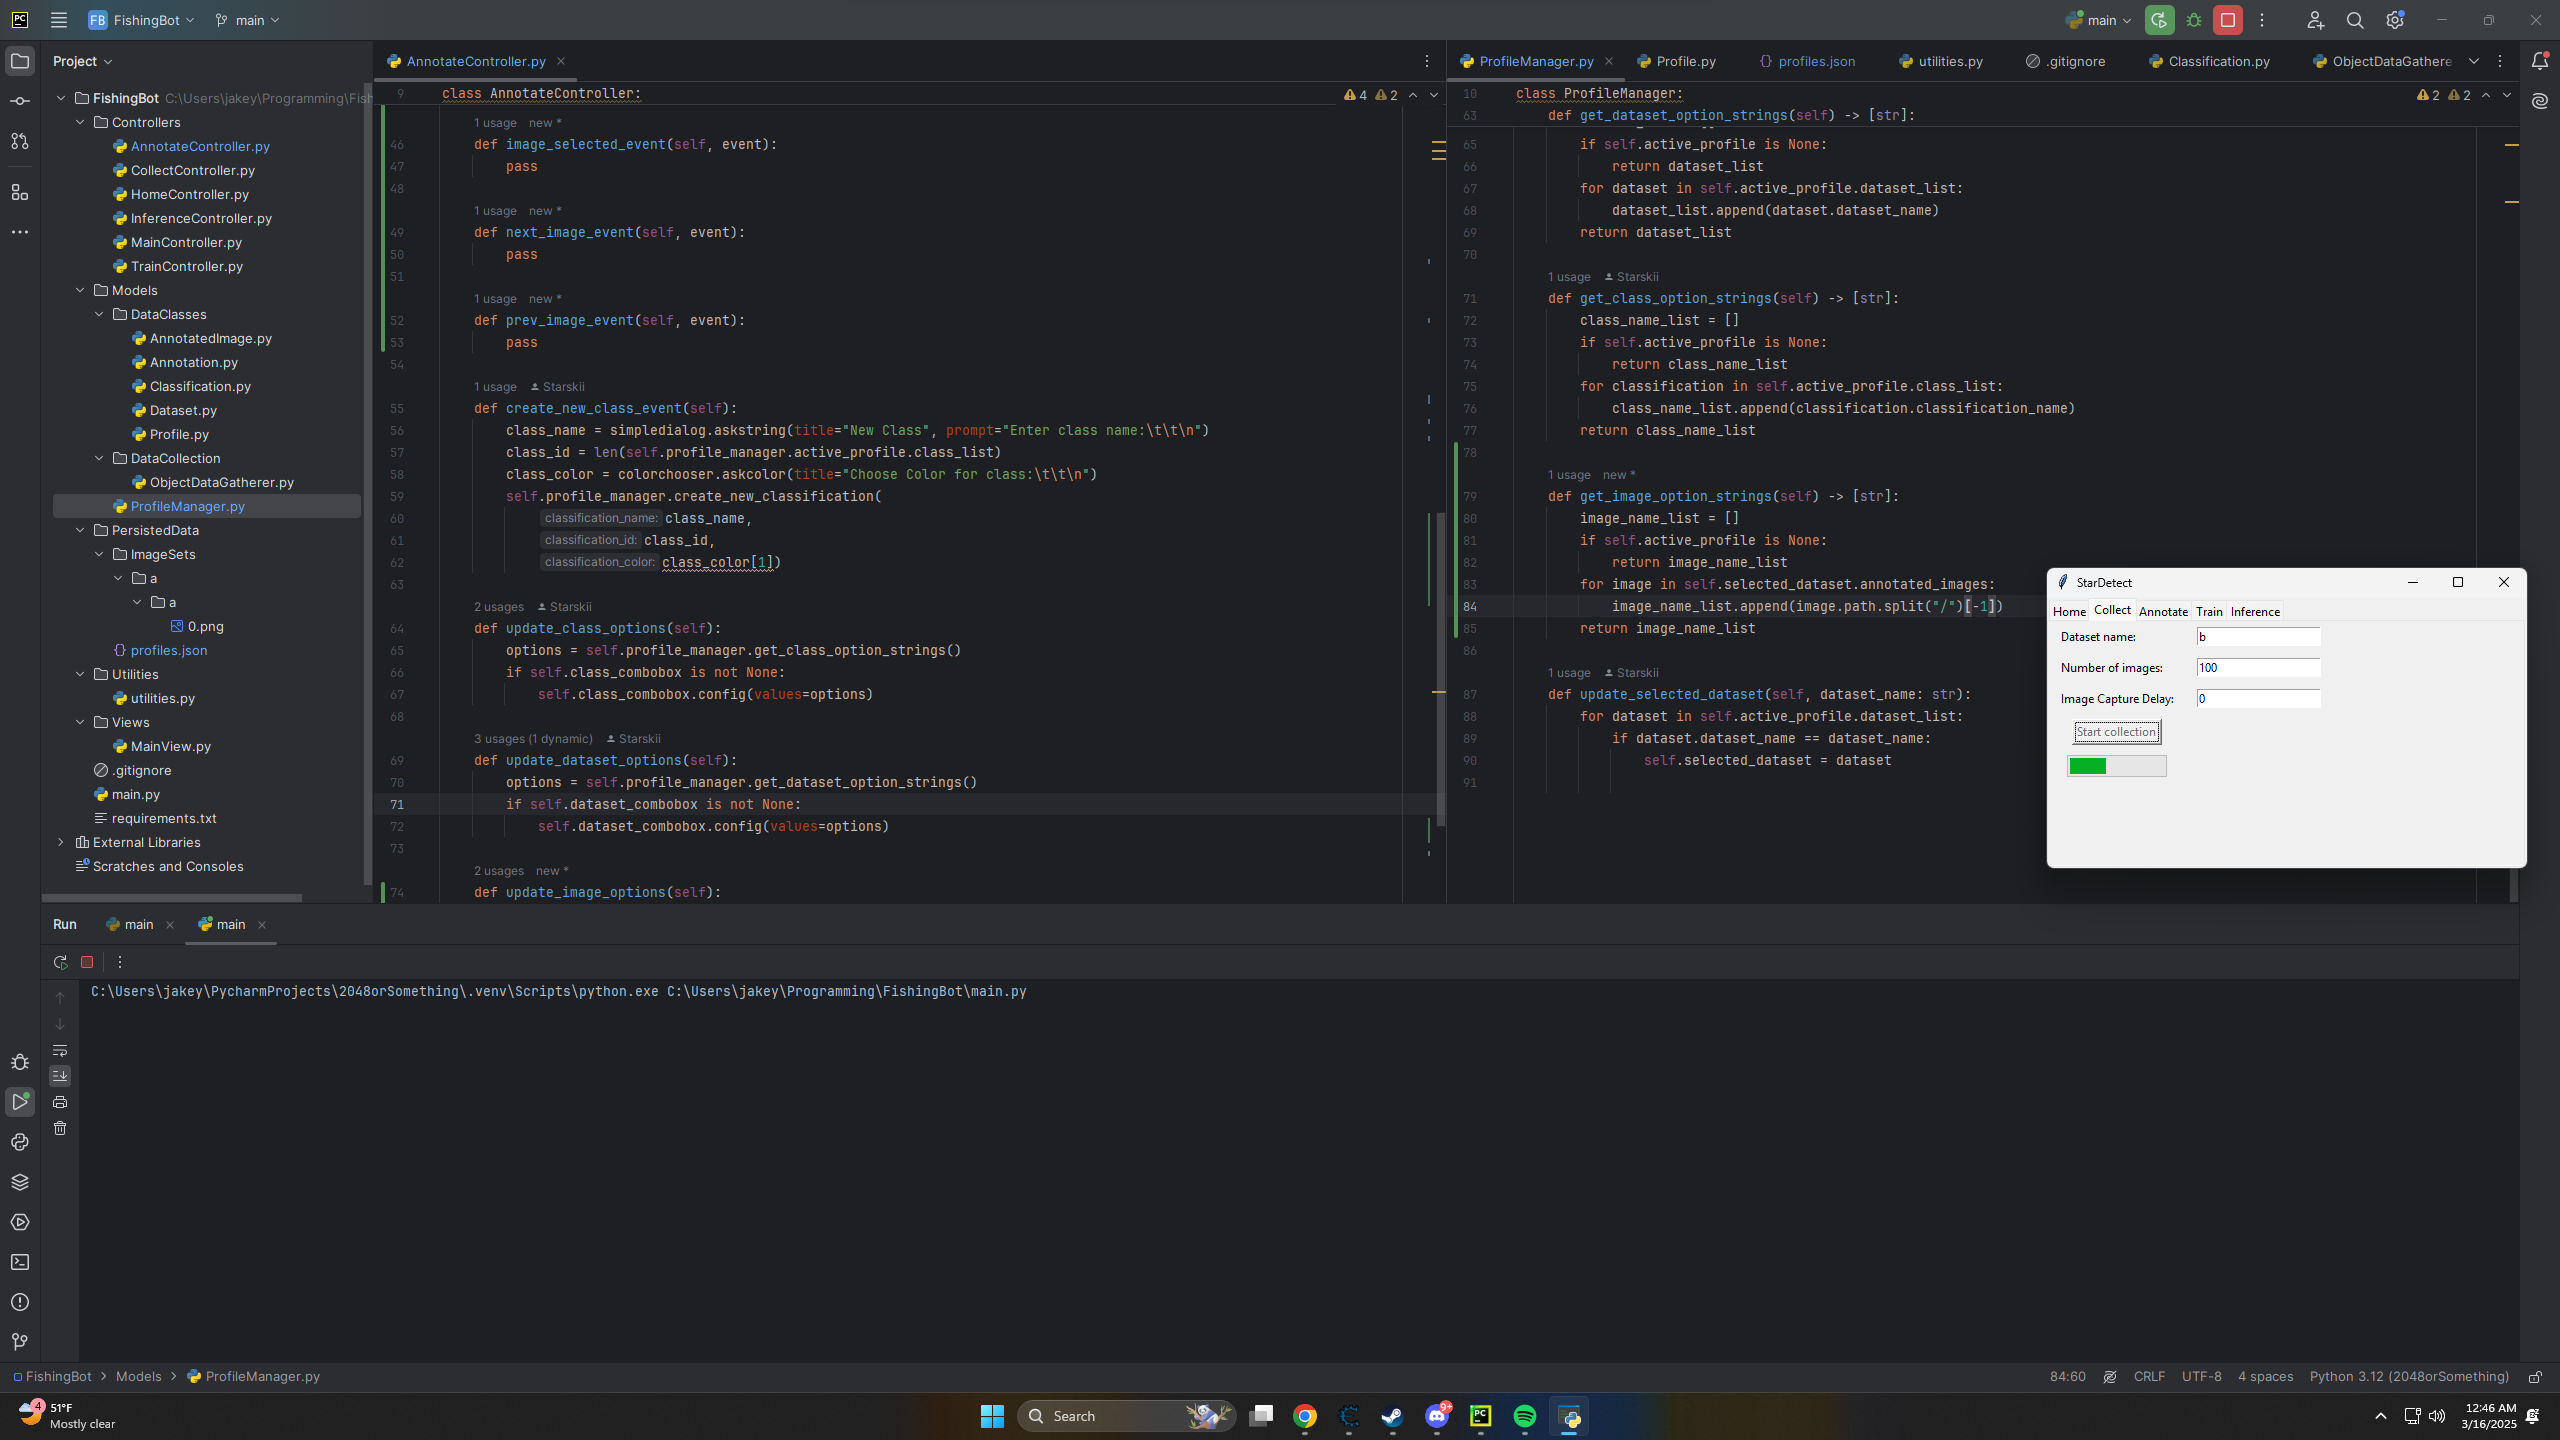 PC
FB FishingBot
main
main
Project
FishingBot C:\Users\jakey\Programming\Fish
Controllers
AnnotateController.py
CollectController.py
HomeController.py
InferenceController.py
MainController.py
TrainController.py
Models
DataClasses
AnnotatedImage.py
Annotation.py
Classification.py
Dataset.py
Profile.py
DataCollection
ObjectDataGatherer.py
ProfileManager.py
PersistedData
ImageSets
a
a
0.png
profiles.json
Utilities
utilities.py
Views
MainView.py
.gitignore
main.py
requirements.txt
External Libraries
Scratches and Consoles
AnnotateController.py
9 class AnnotateController:
4 2
1 usage new *
46 def image_selected_event(self, event):
47 pass
48
1 usage new *
49 def next_image_event(self, event):
50 pass
51
1 usage new *
52 def prev_image_event(self, event):
53 pass
54
1 usage Starskii
55 def create_new_class_event(self):
56 class_name = simpledialog.askstring(title="New Class", prompt="Enter class name:\t\t\n")
57 class_id = len(self.profile_manager.active_profile.class_list)
58 class_color = colorchooser.askcolor(title="Choose Color for class:\t\t\n")
59 self.profile_manager.create_new_classification(
60 classification_name: class_name,
61 classification_id: class_id,
62 classification_color: class_color[1])
63
2 usages Starskii
64 def update_class_options(self):
65 options = self.profile_manager.get_class_option_strings()
66 if self.class_combobox is not None:
67 self.class_combobox.config(values=options)
68
3 usages (1 dynamic) Starskii
69 def update_dataset_options(self):
70 options = self.profile_manager.get_dataset_option_strings()
71 if self.dataset_combobox is not None:
72 self.dataset_combobox.config(values=options)
73
2 usages new *
74 def update_image_options(self):
ProfileManager.py Profile.py profiles.json utilities.py .gitignore Classification.py ObjectDataGathere
10 class ProfileManager:
2 2
63 def get_dataset_option_strings(self) -> [str]:
65 if self.active_profile is None:
66 return dataset_list
67 for dataset in self.active_profile.dataset_list:
68 dataset_list.append(dataset.dataset_name)
69 return dataset_list
70
1 usage Starskii
71 def get_class_option_strings(self) -> [str]:
72 class_name_list = []
73 if self.active_profile is None:
74 return class_name_list
75 for classification in self.active_profile.class_list:
76 class_name_list.append(classification.classification_name)
77 return class_name_list
78
1 usage new *
79 def get_image_option_strings(self) -> [str]:
80 image_name_list = []
81 if self.active_profile is None:
82 return image_name_list
83 for image in self.selected_dataset.annotated_images:
84 image_name_list.append(image.path.split("/")[-1])
85 return image_name_list
86
1 usage Starskii
87 def update_selected_dataset(self, dataset_name: str):
88 for dataset in self.active_profile.dataset_list:
89 if dataset.dataset_name == dataset_name:
90 self.selected_dataset = dataset
91
StarDetect
Home Collect Annotate Train Inference
Dataset name: b
Number of images: 100
Image Capture Delay: 0
Start collection
Run main main
C:\Users\jakey\PycharmProjects\2048orSomething\.venv\Scripts\python.exe C:\Users\jakey\Programming\FishingBot\main.py
FishingBot > Models > ProfileManager.py
84:60 CRLF UTF-8 4 spaces Python 3.12 (2048orSomething)
4
51°F
Mostly clear
Search
9+
PC
12:46 AM
3/16/2025